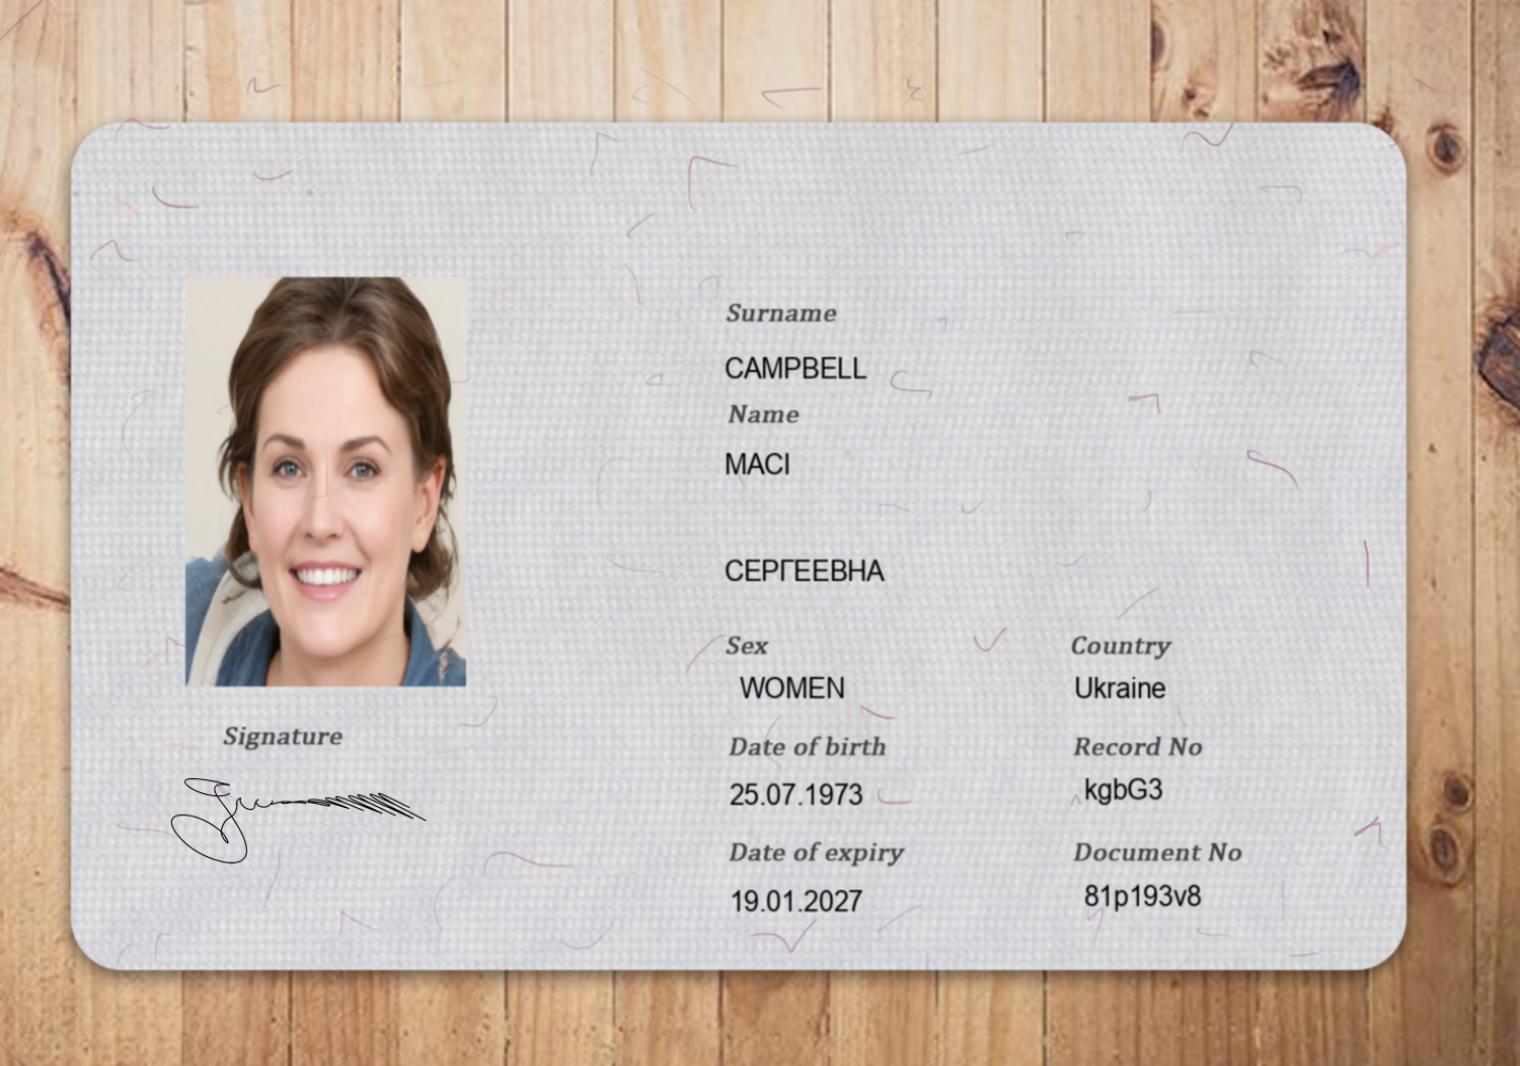 Surname
CAMPBELL
Name
MACI
СЕРГЕЕВНА
Sex
Country
WOMEN
Ukraine
Date of birth
Record No
25.07.1973
kgbG3
Date of expiry
Document No
19.01.2027
81p193v8
Signature